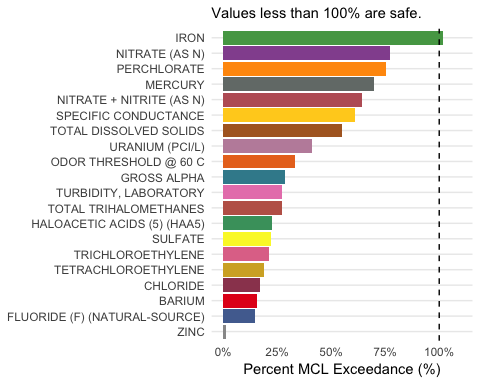 Values less than 100% are safe.
IRON
NITRATE (AS N)
PERCHLORATE
MERCURY
NITRATE + NITRITE (AS N)
SPECIFIC CONDUCTANCE
TOTAL DISSOLVED SOLIDS
URANIUM (PCI/L)
ODOR THRESHOLD @ 60 C
GROSS ALPHA
TURBIDITY, LABORATORY
TOTAL TRIHALOMETHANES
HALOACETIC ACIDS (5) (HAA5)
SULFATE
TRICHLOROETHYLENE
TETRACHLOROETHYLENE
CHLORIDE
BARIUM
FLUORIDE (F) (NATURAL-SOURCE)
ZINC
0% 25% 50% 75% 100%
Percent MCL Exceedance (%)